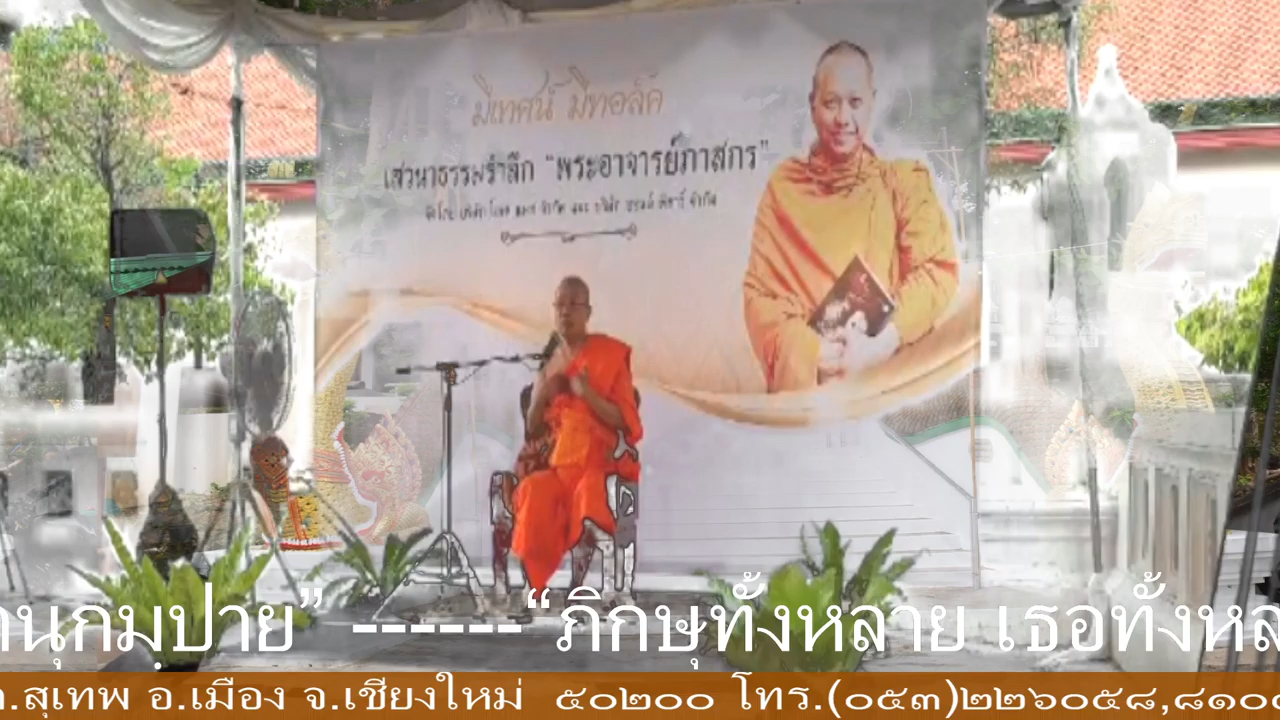 มีเทศน์ มีทอล์ค
เสวนาธรรมรำลึก “พระอาจารย์ภาสกร”
นุกมฺปาย” ------“ภิกษุทั้งหลาย เธอทั้งหล
ต.สุเทพ อ.เมือง จ.เชียงใหม่ ๕๐๒๐๐ โทร.(๐๕๓)๒๒๖๐๕๘,๘๑๐๐